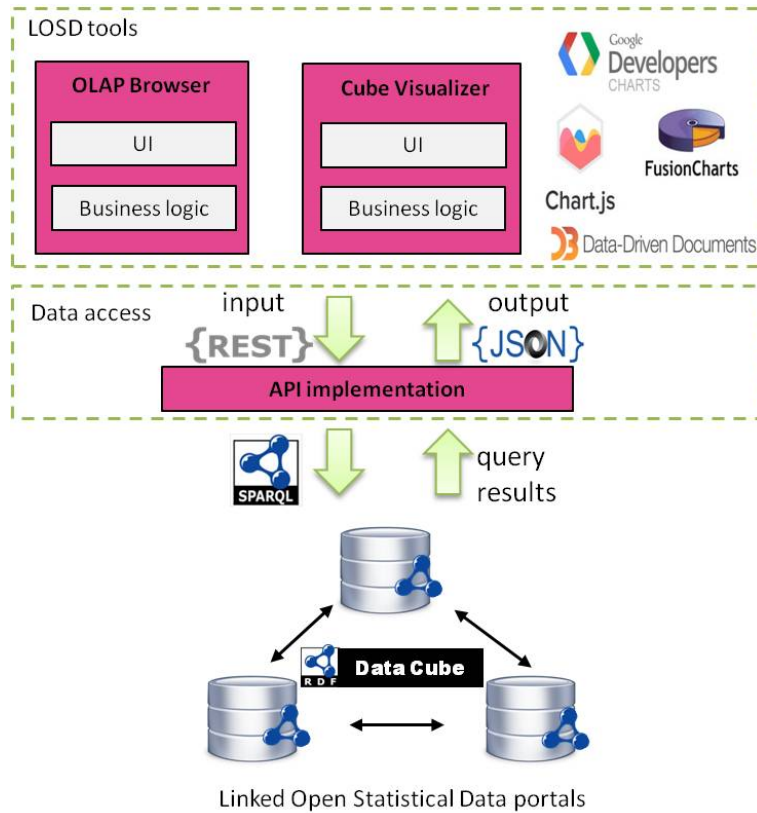 LOSD tools
OLAP Browser
UI
Business logic
Cube Visualizer
UI
Business logic
Google
Developers
CHARTS
Chart.js
FusionCharts
D3 Data-Driven Documents
Data access
input
{REST}
output
{JSON}
API implementation
SPARQL
query
results
RDF
Data Cube
Linked Open Statistical Data portals